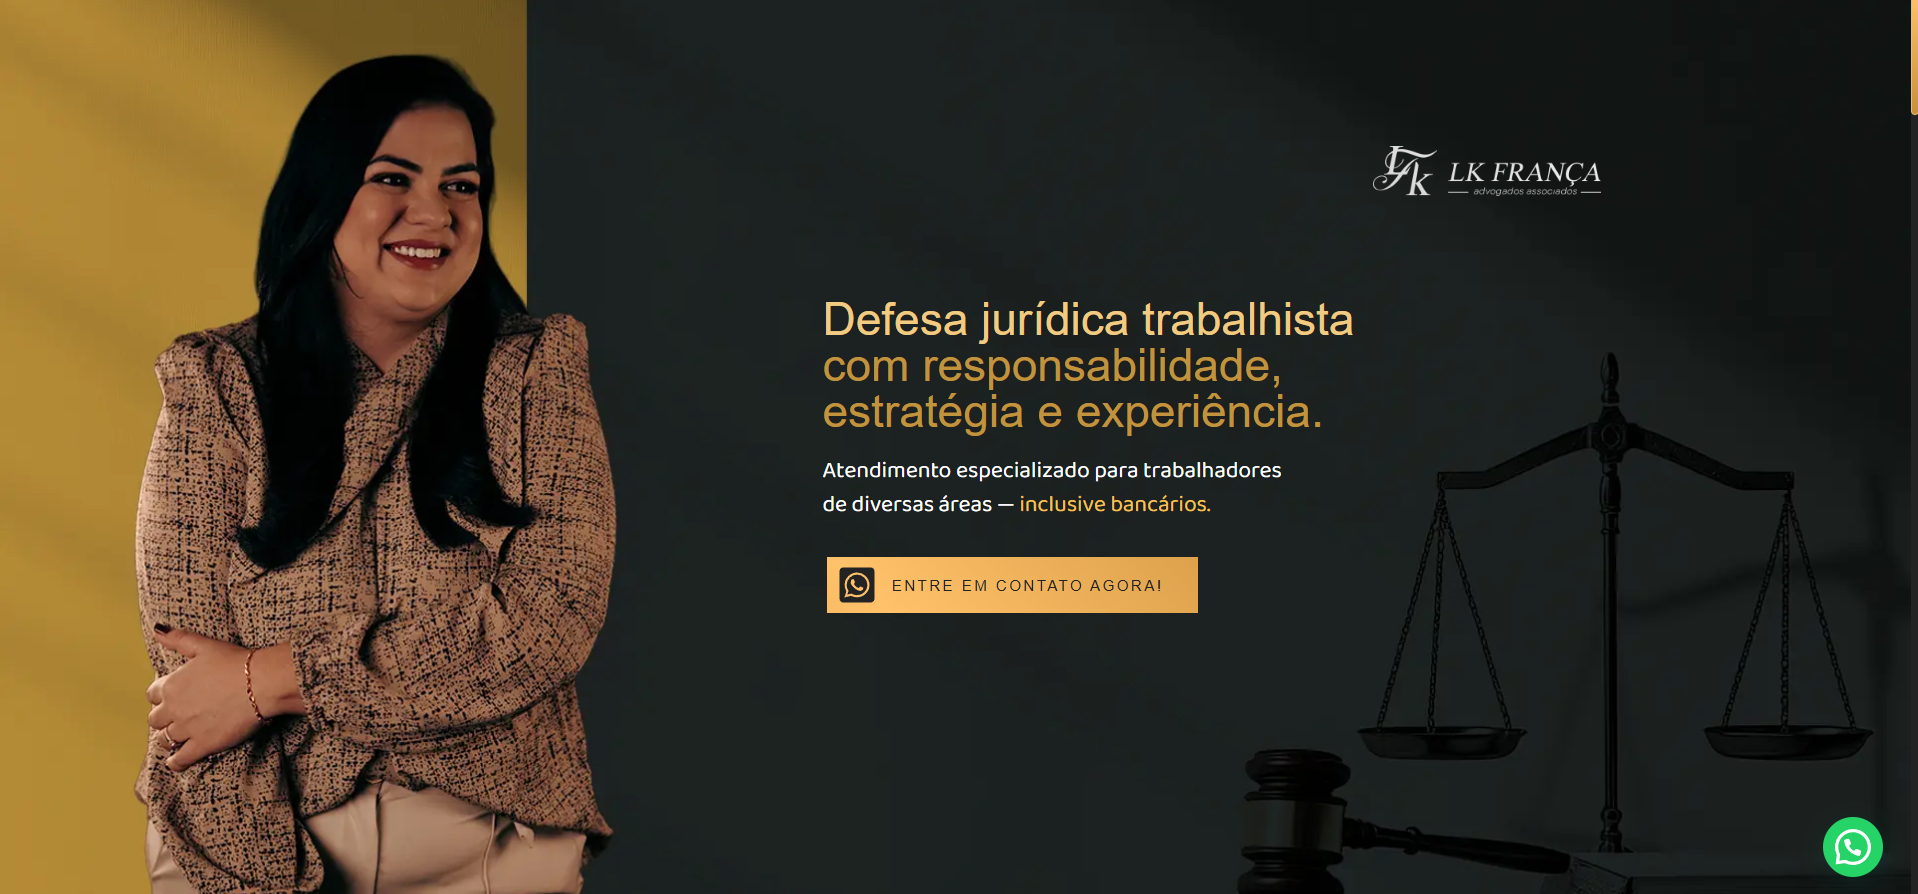 LK FRANÇA
advogados associados
Defesa jurídica trabalhista
com responsabilidade,
estratégia e experiência.
Atendimento especializado para trabalhadores
de diversas áreas — inclusive bancários.
ENTRE EM CONTATO AGORA!